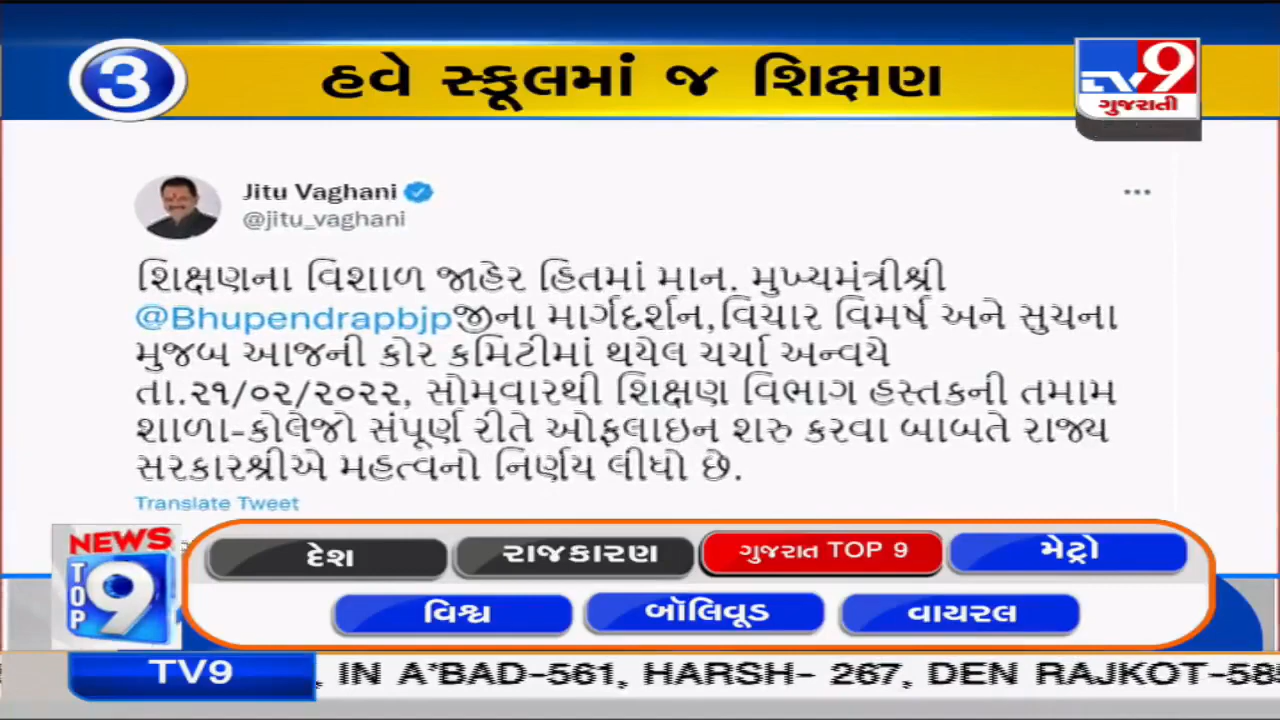 3
હવે સ્કૂલમાં જ શિક્ષણ
TV9
ગુજરાતી
Jitu Vaghani
@jitu_vaghani
શિક્ષણના વિશાળ જાહેર હિતમાં માન. મુખ્યમંત્રીશ્રી
@Bhupendrapbjpજીના માર્ગદર્શન,વિચાર વિમર્ષ અને સુચના
મુજબ આજની કોર કમિટીમાં થયેલ ચર્ચા અન્વયે
તા.૨૧/૦૨/૨૦૨૨, સોમવારથી શિક્ષણ વિભાગ હસ્તકની તમામ
શાળા-કોલેજો સંપૂર્ણ રીતે ઓફલાઇન શરુ કરવા બાબતે રાજ્ય
સરકારશ્રીએ મહત્વનો નિર્ણય લીધો છે.
Translate Tweet
NEWS
TOP 9
દેશ
રાજકારણ
ગુજરાત TOP 9
મેટ્રો
વિશ્વ
બૉલિવૂડ
વાયરલ
TV9
, IN A'BAD-561, HARSH- 267, DEN RAJKOT-585